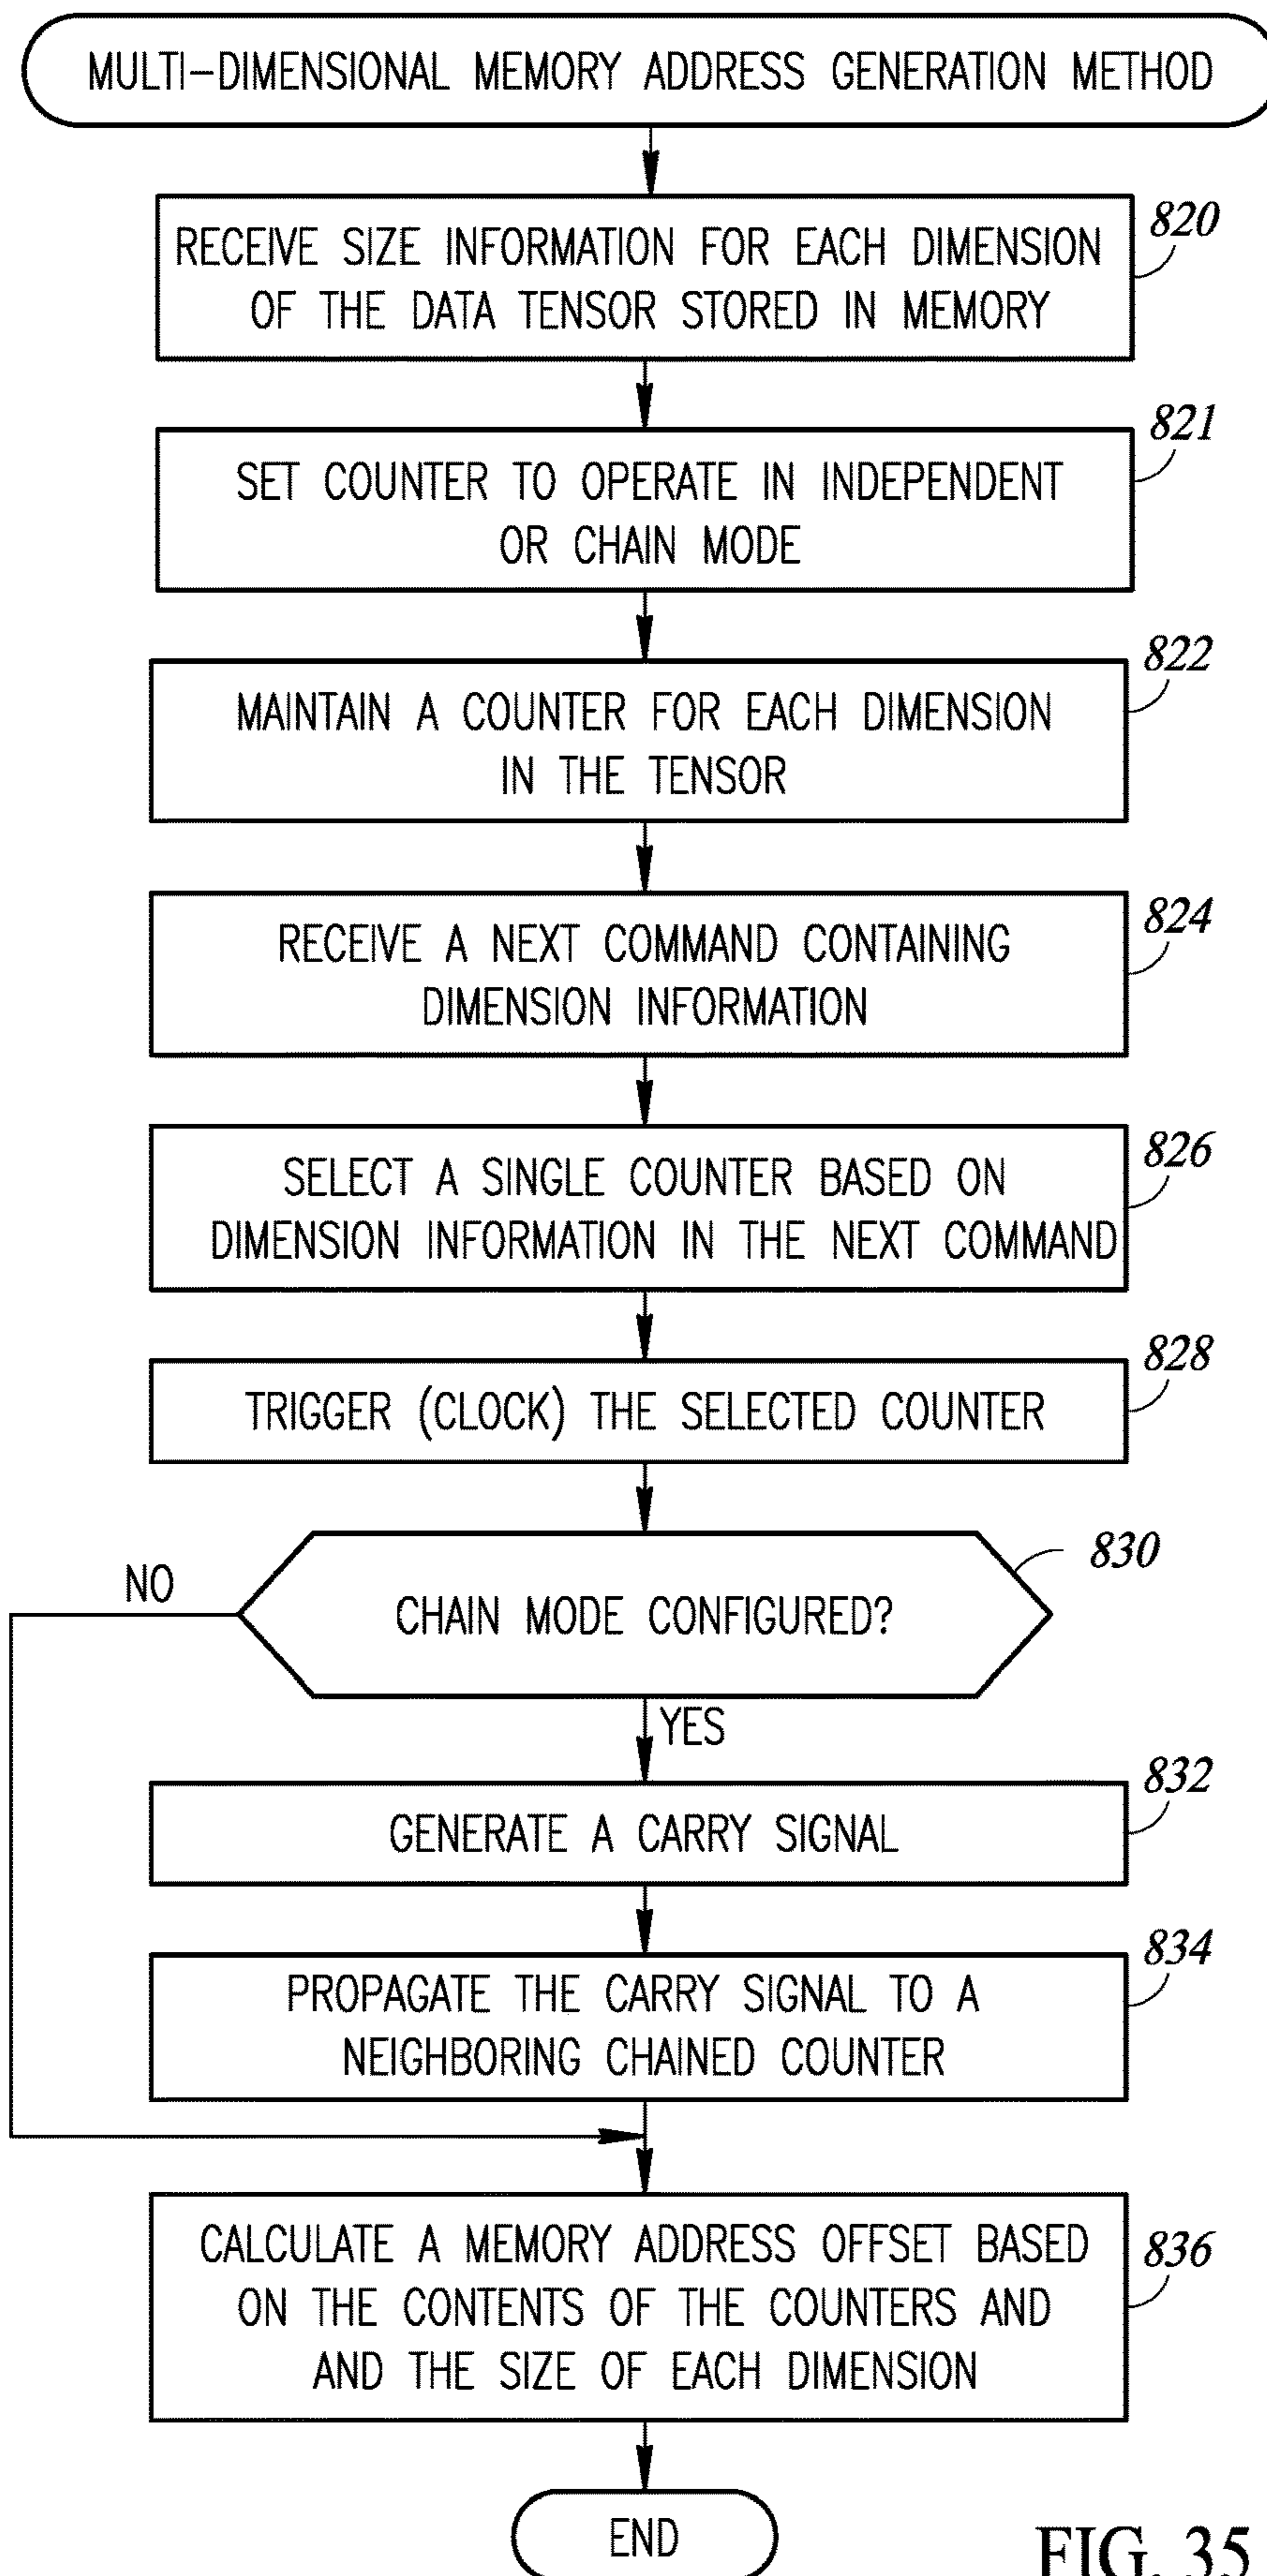 MULTI-DIMENSIONAL MEMORY ADDRESS GENERATION METHOD
820
RECEIVE SIZE INFORMATION FOR EACH DIMENSION
OF THE DATA TENSOR STORED IN MEMORY
821
SET COUNTER TO OPERATE IN INDEPENDENT
OR CHAIN MODE
822
MAINTAIN A COUNTER FOR EACH DIMENSION
IN THE TENSOR
824
RECEIVE A NEXT COMMAND CONTAINING
DIMENSION INFORMATION
826
SELECT A SINGLE COUNTER BASED ON
DIMENSION INFORMATION IN THE NEXT COMMAND
828
TRIGGER (CLOCK) THE SELECTED COUNTER
830
NO
CHAIN MODE CONFIGURED?
YES
832
GENERATE A CARRY SIGNAL
834
PROPAGATE THE CARRY SIGNAL TO A
NEIGHBORING CHAINED COUNTER
836
CALCULATE A MEMORY ADDRESS OFFSET BASED
ON THE CONTENTS OF THE COUNTERS AND
AND THE SIZE OF EACH DIMENSION
END
FIG. 35